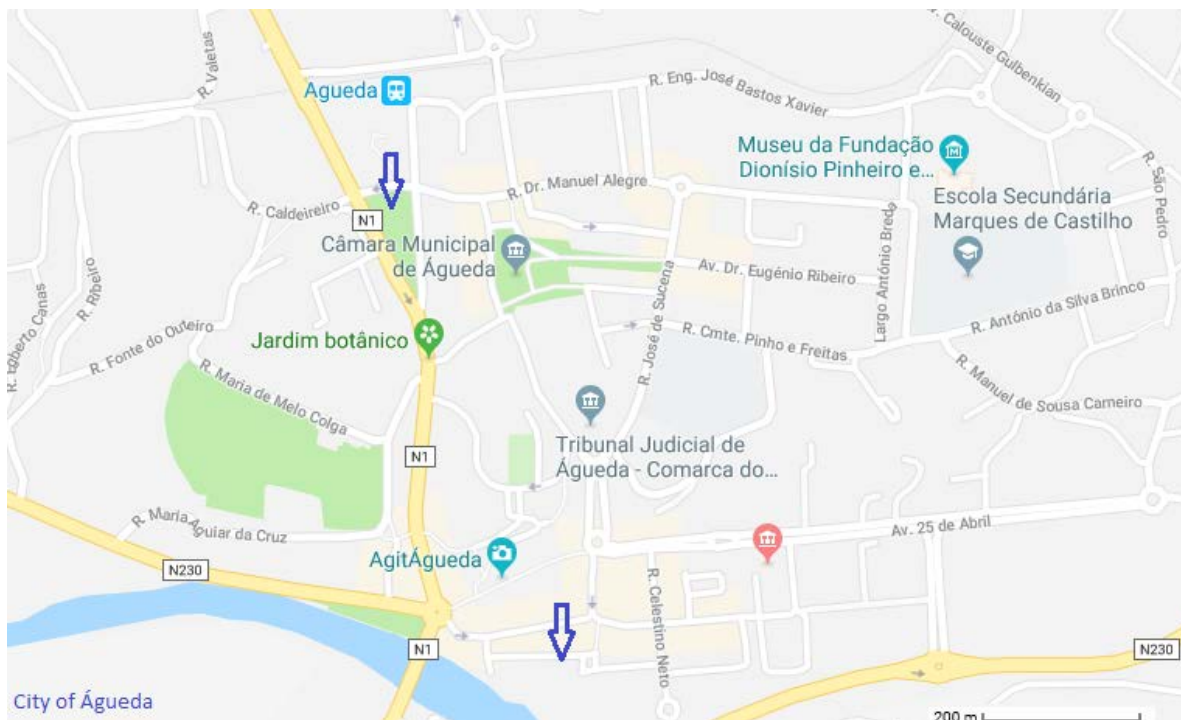 R. Valetas
Av. Calouste Gulbenkian
Agueda
R. Eng. José Bastos Xavier
Museu da Fundação
Dionísio Pinheiro e...
R. São Pedro
R. Dr. Manuel Alegre
Escola Secundária
Marques de Castilho
R. Caldeireiro
N1
Largo António Breda
Câmara Municipal
de Águeda
Av. Dr. Eugénio Ribeiro
R. Egberto Canas
R. Ribeiro
R. José de Sucena
R. António da Silva Brinco
R. Fonte do Outeiro
Jardim botânico
R. Cmte. Pinho e Freitas
R. Maria de Melo Colga
R. Manuel de Sousa Carneiro
Tribunal Judicial de
Águeda - Comarca do...
N1
R. Maria Aguiar da Cruz
Av. 25 de Abril
AgitÁgueda
N230
R. Celestino Neto
N1
N230
City of Águeda
200 m